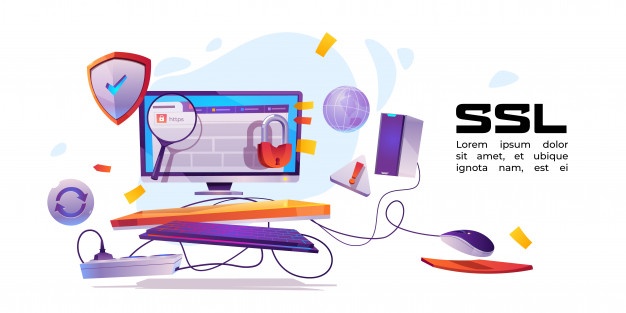 https
SSL
Lorem ipsum dolor
sit amet, et ubique
ignota nam, est ei